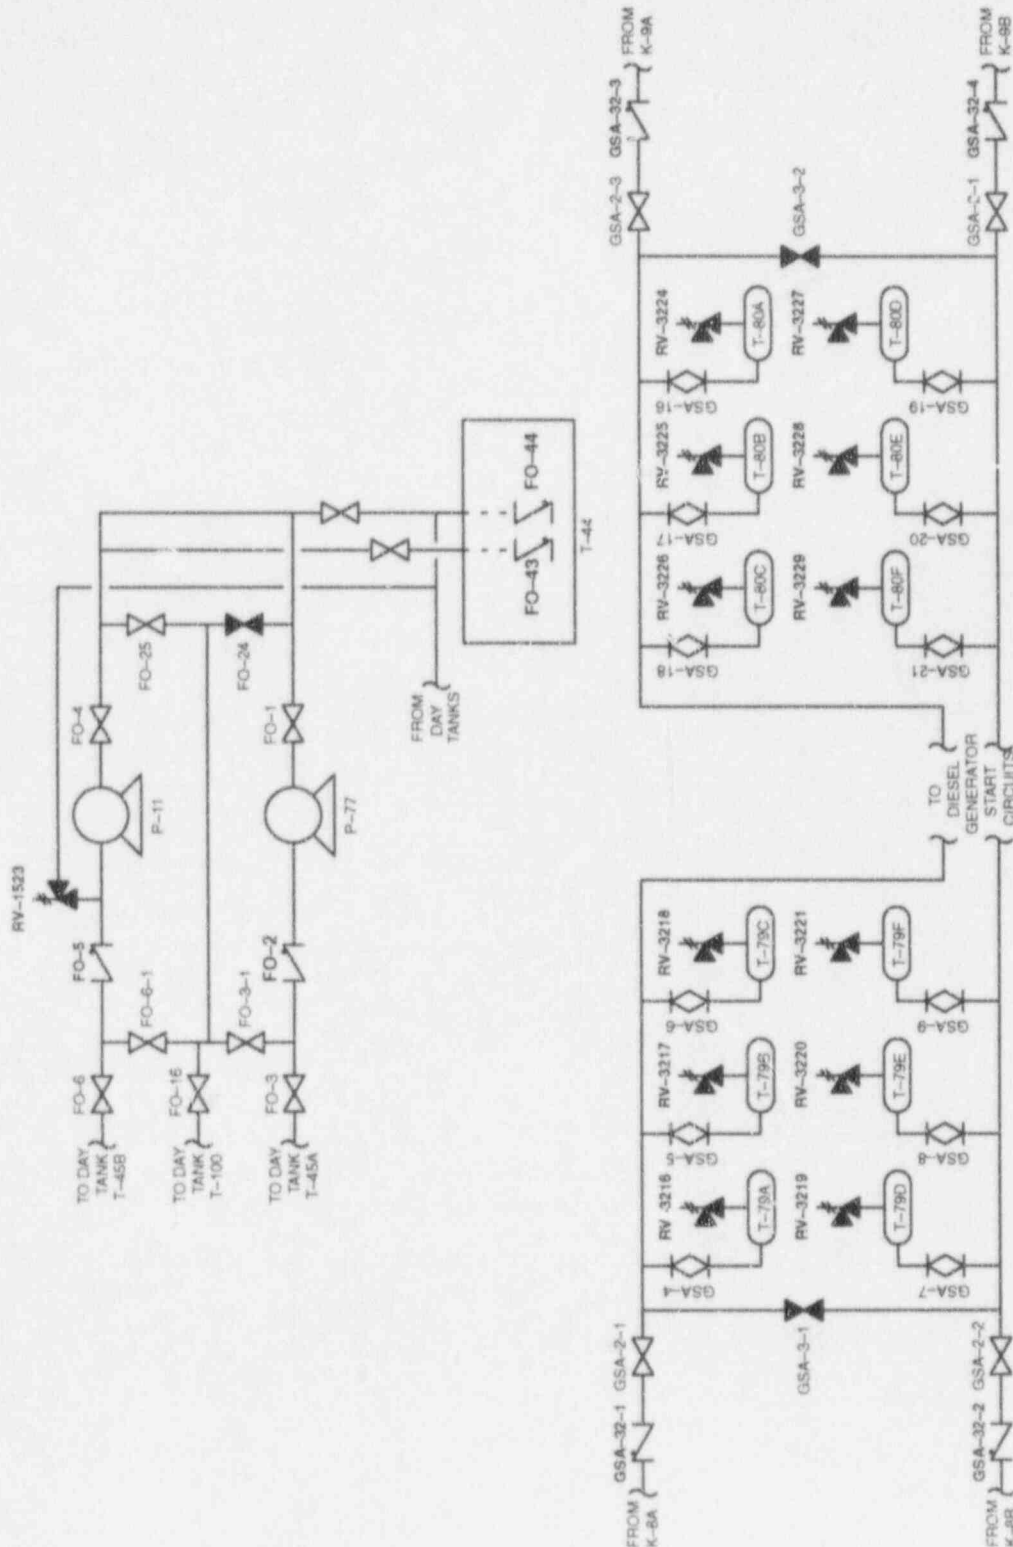 RV-1523
FO-5
FO-4
P-11
FO-6
FO-6-1
FO-25
TO DAY
TANK
T-45B
FO-16
TO DAY
TANK
T-100
FO-24
FO-3-1
FO-2
FO-1
FO-3
P-77
TO DAY
TANK
T-45A
FROM
DAY
TANKS
FO-43
FO-44
T-44
FROM
K-9A
GSA-32-3
GSA-2-3
GSA-3-2
FROM
K-9B
GSA-32-4
GSA-2-1
RV-3224
T-80A
GSA-16
RV-3227
T-80D
GSA-19
RV-3225
T-80B
GSA-17
RV-3228
T-80E
GSA-20
RV-3226
T-80C
GSA-18
RV-3229
T-80F
GSA-21
TO
DIESEL
GENERATOR
START
CIRCUITS
RV-3218
T-79C
GSA-6
RV-3221
T-79F
GSA-9
RV-3217
T-79B
GSA-5
RV-3220
T-79E
GSA-8
RV-3216
T-79A
GSA-4
RV-3219
T-79D
GSA-7
GSA-2-1
GSA-32-1
FROM
K-8A
GSA-3-1
GSA-2-2
GSA-32-2
FROM
K-8B